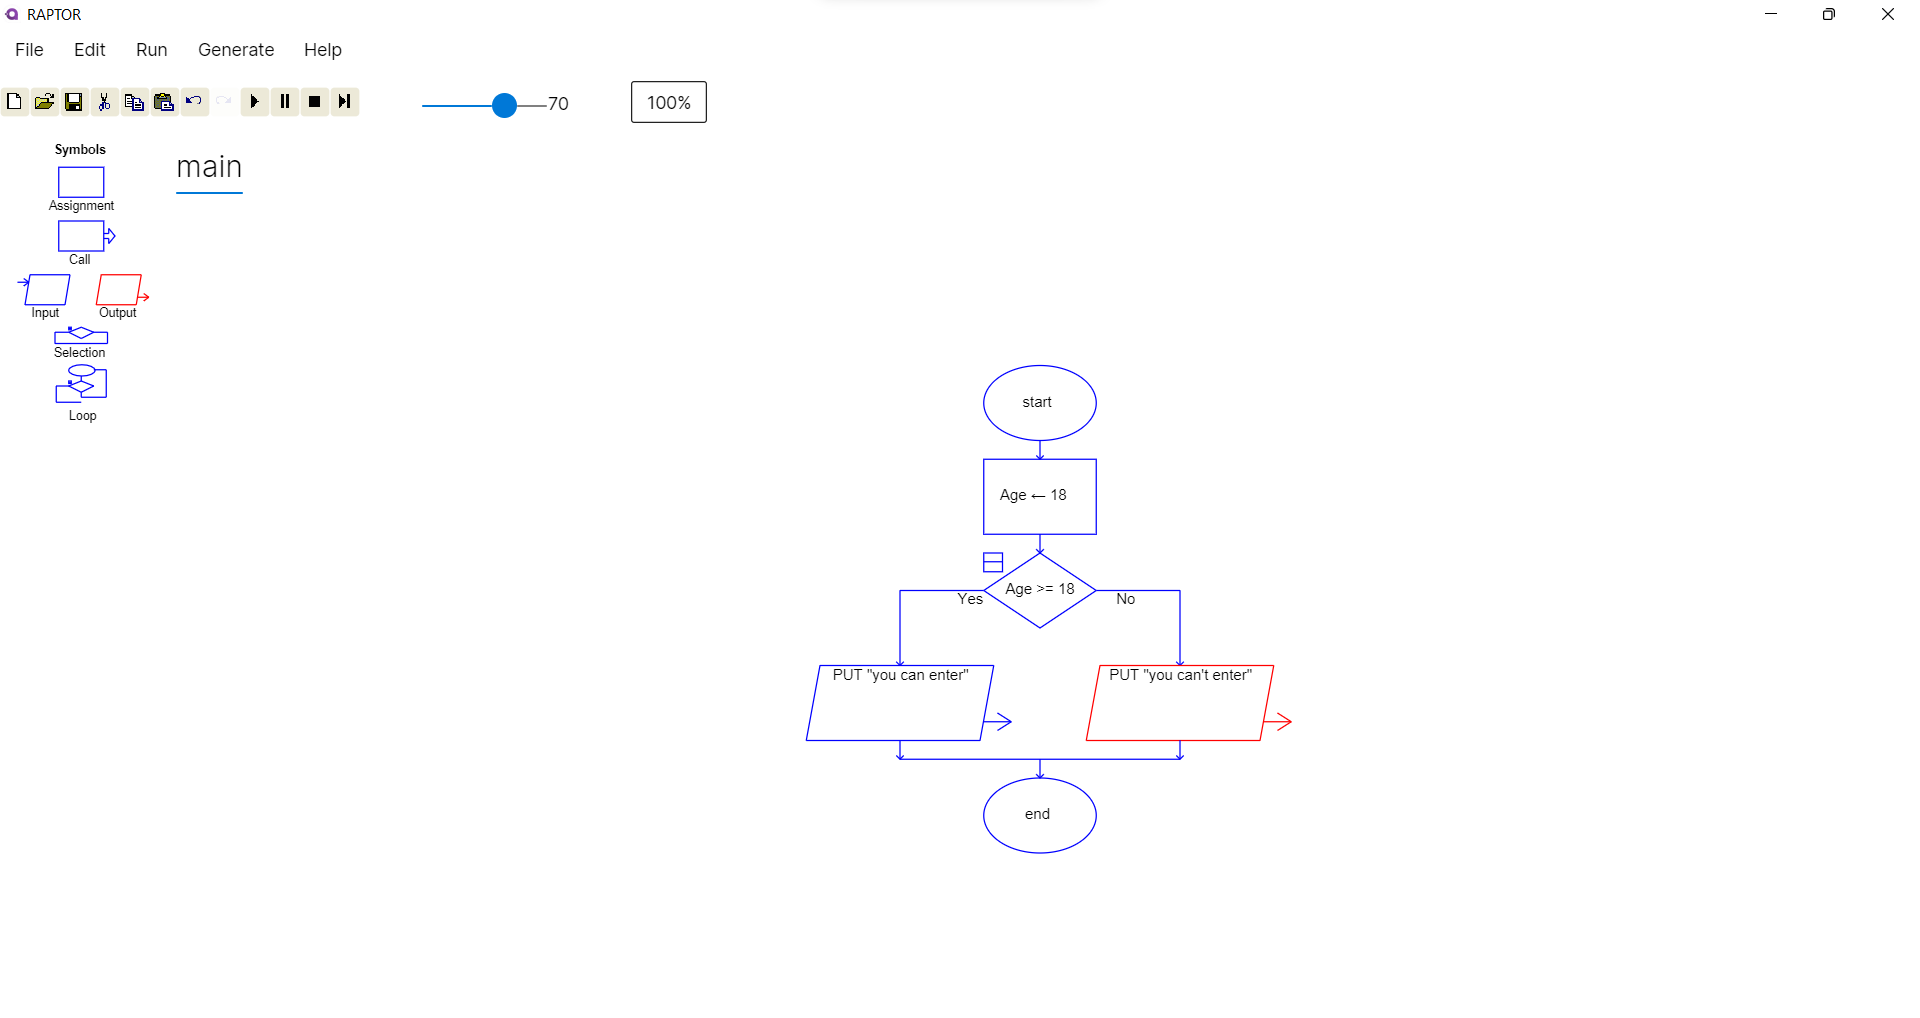 RAPTOR
File Edit Run Generate Help
70
100%
Symbols
Assignment
Call
Input Output
Selection
Loop
main
start
Age ← 18
Age >= 18
Yes No
PUT "you can enter" PUT "you can't enter"
end